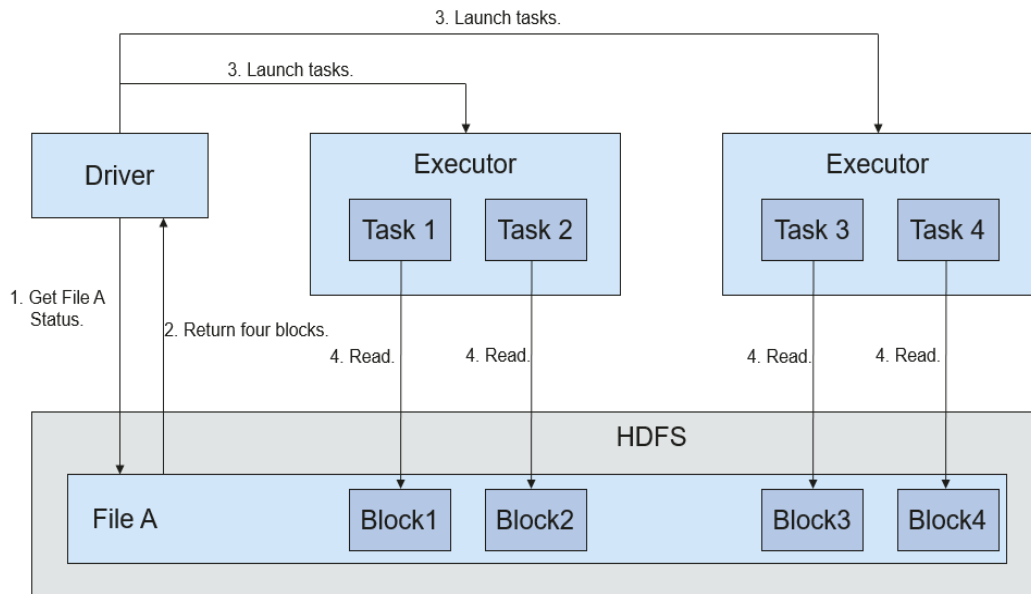 3. Launch tasks.
3. Launch tasks.
Driver
Executor
Executor
Task 1
Task 2
Task 3
Task 4
1. Get File A
Status.
2. Return four blocks.
4. Read.
4. Read.
4. Read.
4. Read.
HDFS
File A
Block1
Block2
Block3
Block4